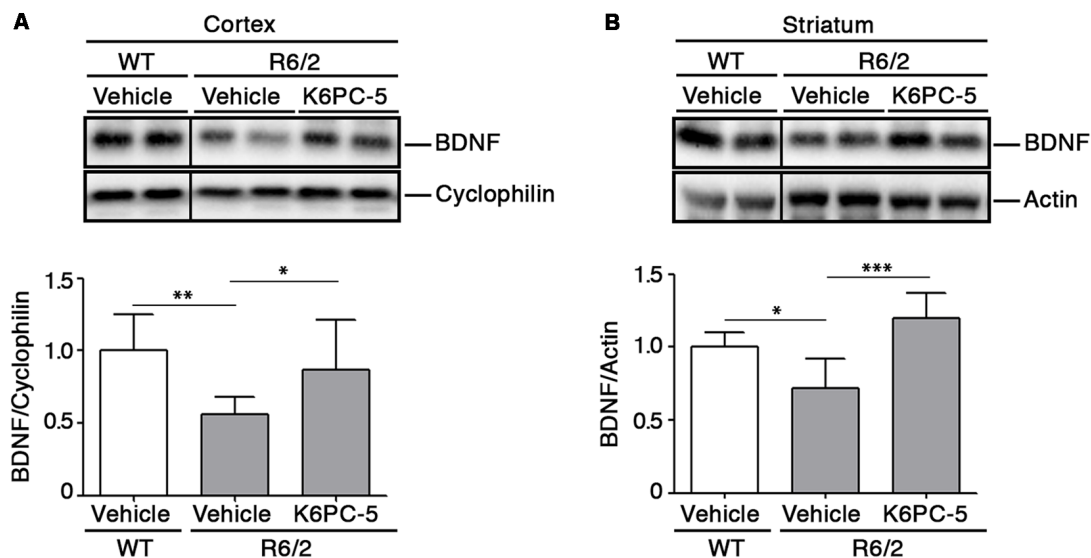 A
Cortex
WT R6/2
Vehicle Vehicle K6PC-5
BDNF
Cyclophilin
BDNF/Cyclophilin
1.5
1.0
0.5
0
** *
Vehicle Vehicle K6PC-5
WT R6/2
B
Striatum
WT R6/2
Vehicle Vehicle K6PC-5
BDNF
Actin
BDNF/Actin
1.5
1.0
0.5
0
* ***
Vehicle Vehicle K6PC-5
WT R6/2